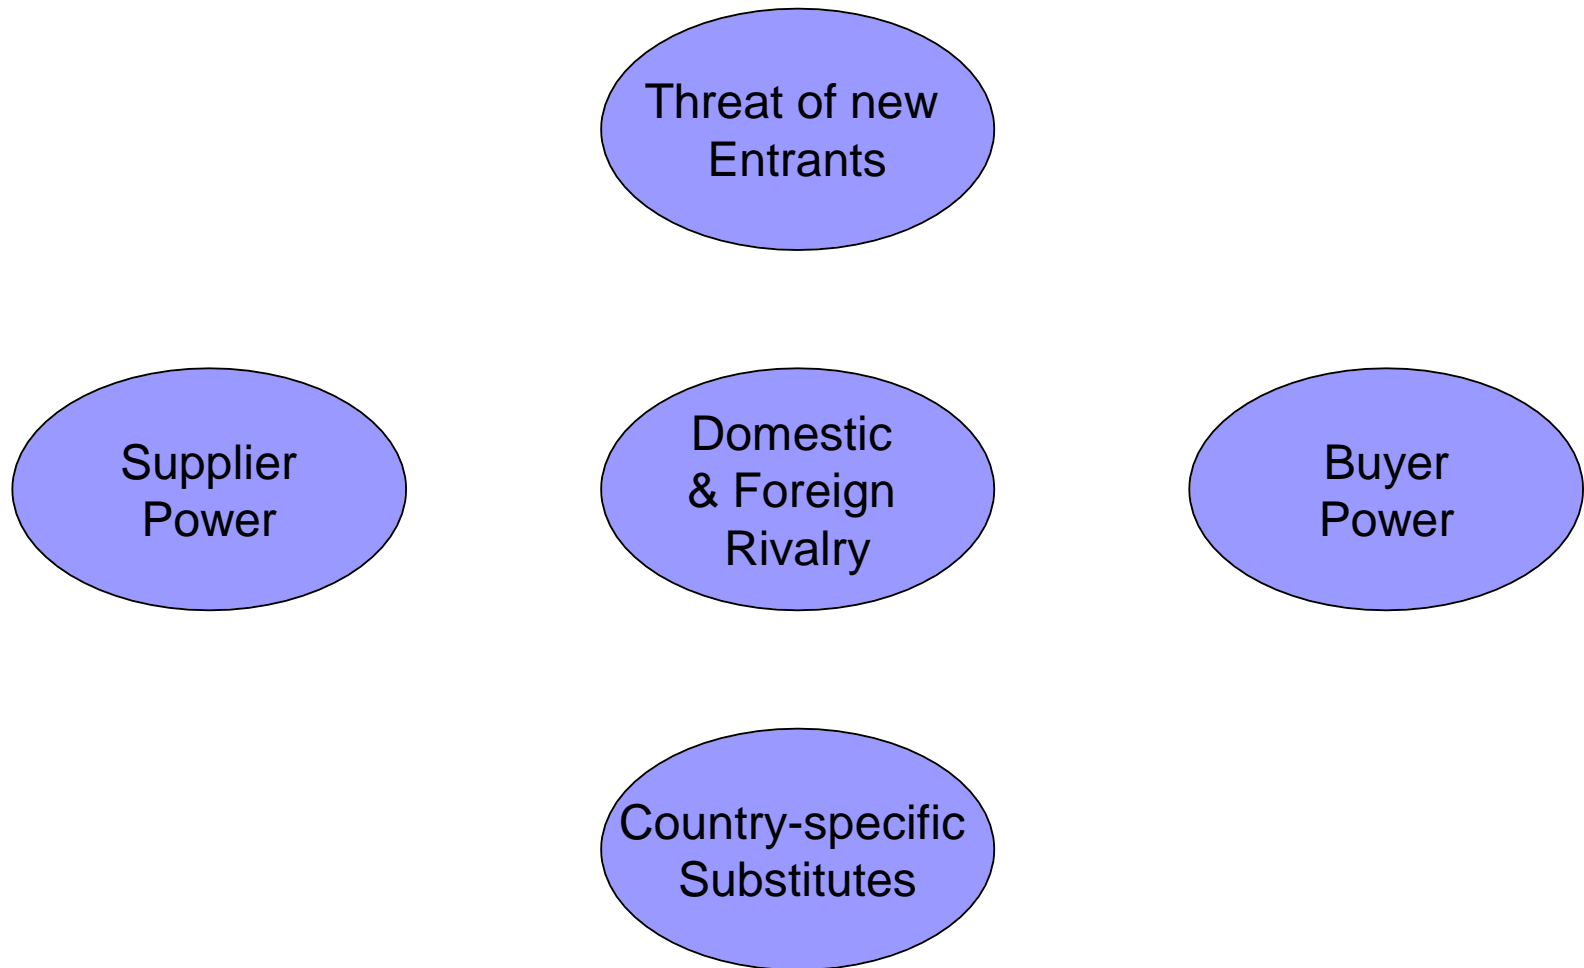 Threat of new
Entrants
Supplier
Power
Domestic
& Foreign
Rivalry
Buyer
Power
Country-specific
Substitutes